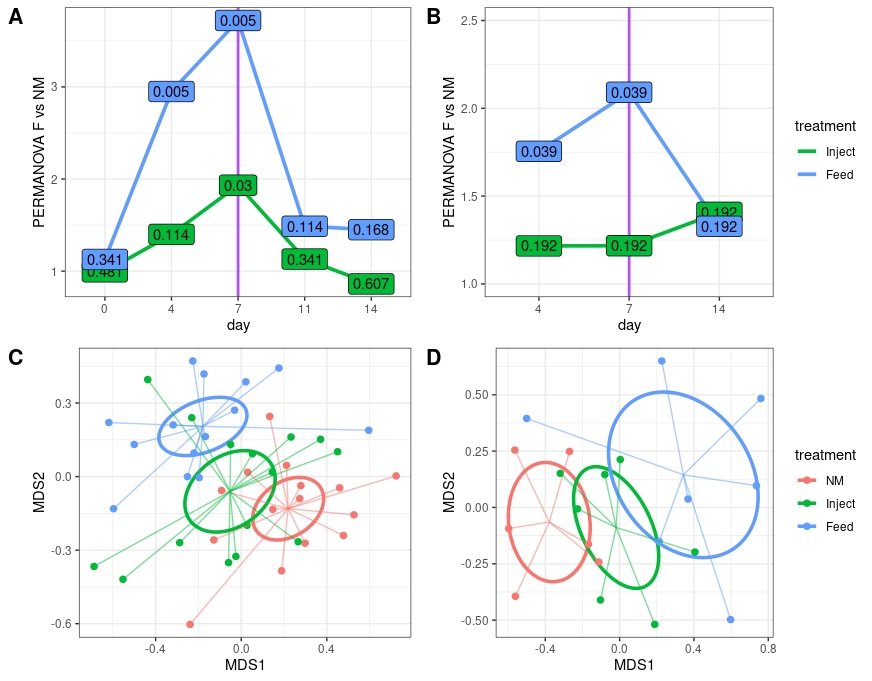 A
B
PERMANOVA F vs NM
3
2
1
0.005
0.005
0.03
0.114
0.114
0.168
0.341
0.481
0.341
0.607
0
4
7
11
14
day
PERMANOVA F vs NM
2.5
2.0
1.5
1.0
0.039
0.039
0.192
0.192
0.192
0.192
4
7
14
day
treatment
Inject
Feed
C
D
MDS2
0.3
0.0
-0.3
-0.6
-0.4
0.0
0.4
MDS1
MDS2
0.50
0.25
0.00
-0.25
-0.50
-0.4
0.0
0.4
0.8
MDS1
treatment
NM
Inject
Feed